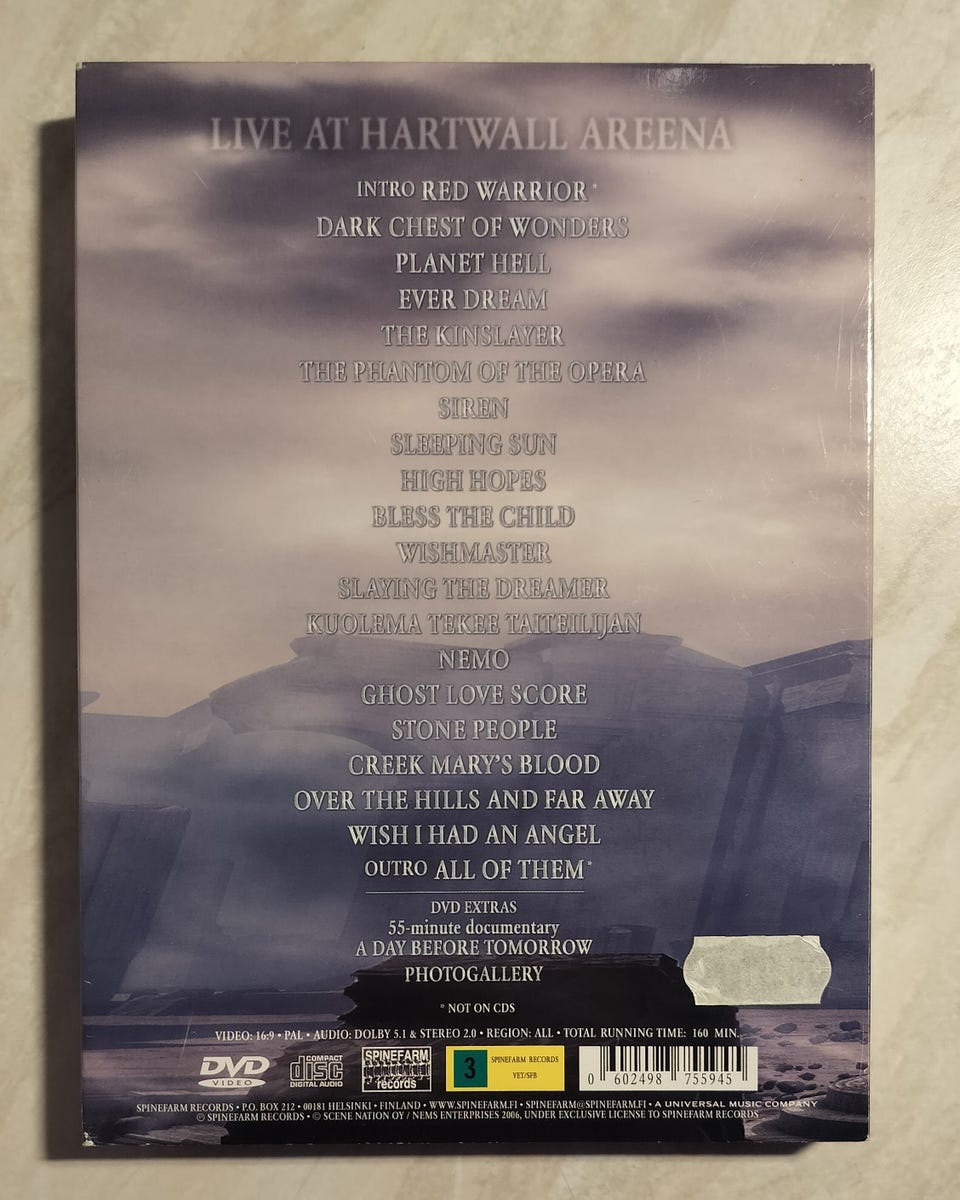 LIVE AT HARTWALL AREENA
INTRO RED WARRIOR*
DARK CHEST OF WONDERS
PLANET HELL
EVER DREAM
THE KINSLAYER
THE PHANTOM OF THE OPERA
SIREN
SLEEPING SUN
HIGH HOPES
BLESS THE CHILD
WISHMASTER
SLAYING THE DREAMER
KUOLEMA TEKEE TAITEILIJAN
NEMO
GHOST LOVE SCORE
STONE PEOPLE
CREEK MARY'S BLOOD
OVER THE HILLS AND FAR AWAY
WISH I HAD AN ANGEL
OUTRO ALL OF THEM*
DVD EXTRAS
55-minute documentary
A DAY BEFORE TOMORROW
PHOTOGALLERY
* NOT ON CDS
VIDEO: 16:9 • PAL • AUDIO: DOLBY 5.1 & STEREO 2.0 • REGION: ALL • TOTAL RUNNING TIME: 160 MIN.
DVD
VIDEO
COMPACT
disc
DIGITAL AUDIO
SPINEFARM
records
3
SPINEFARM RECORDS
VET/SFB
0 602498 755945
SPINEFARM RECORDS • P.O. BOX 212 • 00181 HELSINKI • FINLAND • WWW.SPINEFARM.FI • SPINEFARM@SPINEFARM.FI • A UNIVERSAL MUSIC COMPANY
℗ SPINEFARM RECORDS • © SCENE NATION OY / NEMS ENTERPRISES 2006, UNDER EXCLUSIVE LICENSE TO SPINEFARM RECORDS